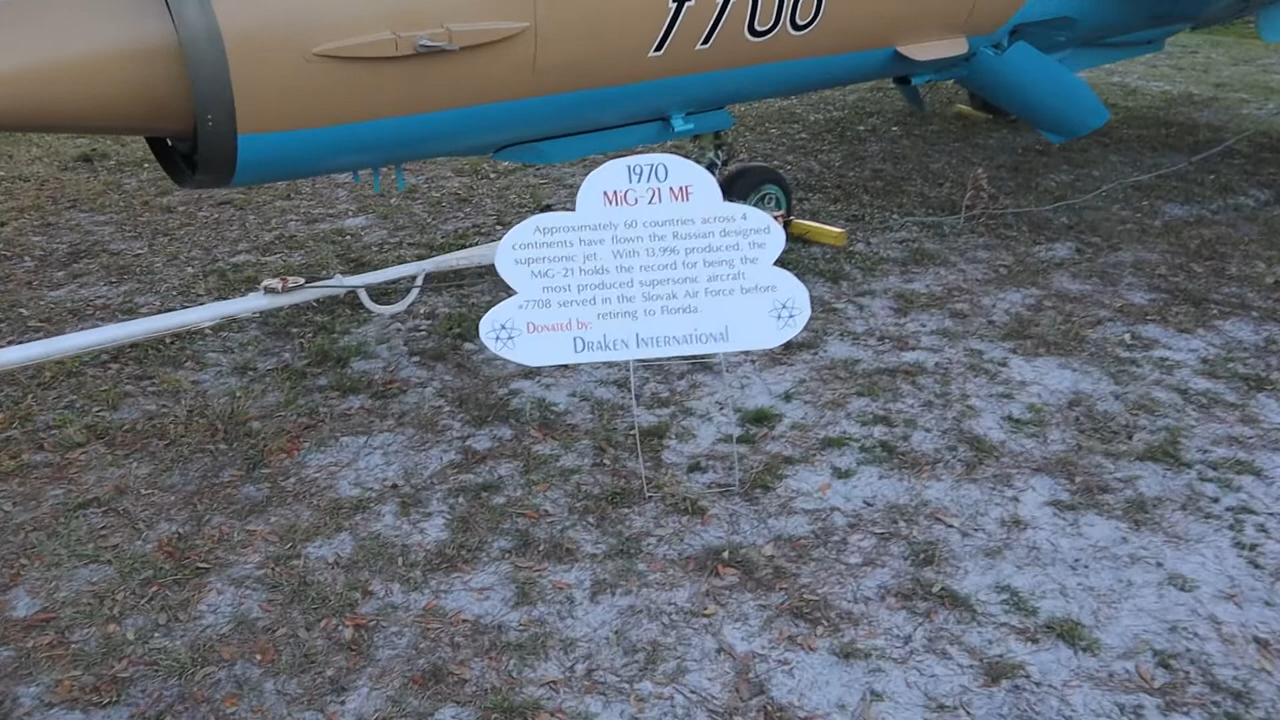 7708
1970
MiG-21 MF
Approximately 60 countries across 4
continents have flown the Russian designed
supersonic jet. With 13,996 produced, the
MiG-21 holds the record for being the
most produced supersonic aircraft
#7708 served in the Slovak Air Force before
retiring to Florida.
Donated by:
Draken International